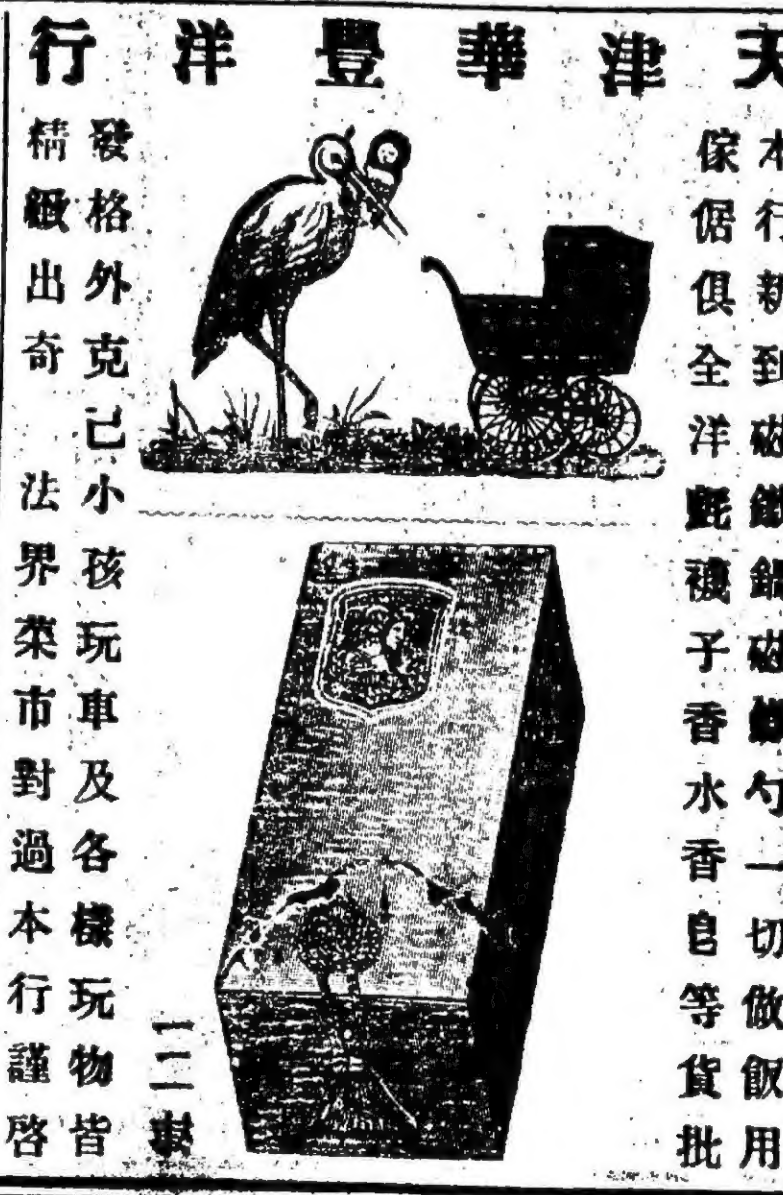 天津華豐洋行
本行新到磁鐵鍋磁鐵勺一切做飯用
傢倨俱全洋氈襪子香水香皂等貨批
發格外克己小孩玩車及各樣玩物皆
精緻出奇 法界菜市對過本行謹啓